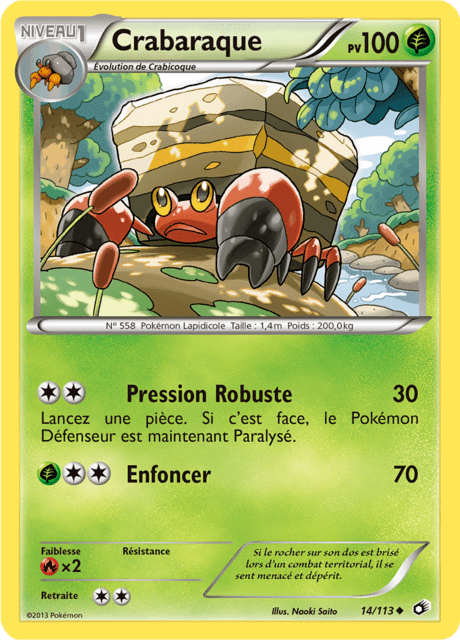 NIVEAU 1
Crabaraque
PV100
Évolution de Crabicoque
N° 558 Pokémon Lapidicole Taille : 1,4m Poids : 200,0kg
Pression Robuste 30
Lancez une pièce. Si c'est face, le Pokémon
Défenseur est maintenant Paralysé.
Enfoncer 70
Faiblesse
Résistance
×2
Si le rocher sur son dos est brisé
lors d'un combat territorial, il se
sent menacé et dépérit.
Retraite
©2013 Pokémon
Illus. Naoki Saito
14/113